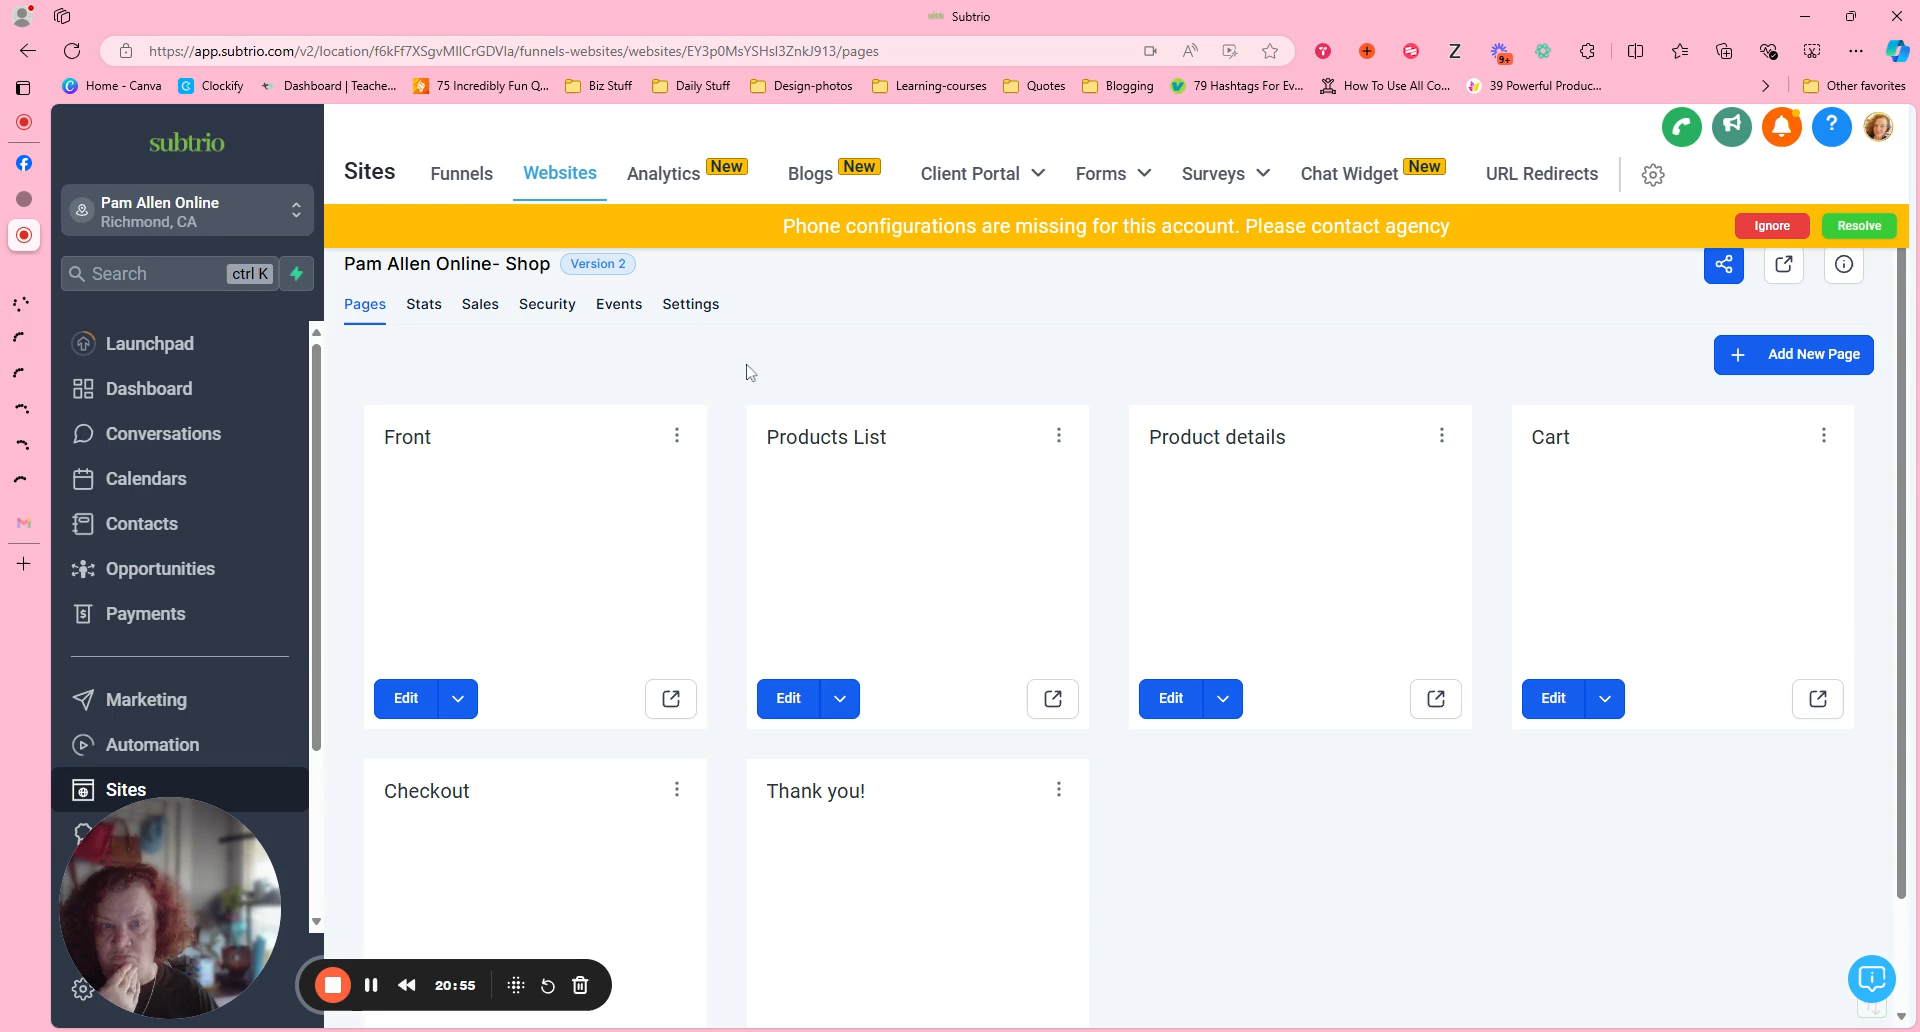 Subtrio
https://app.subtrio.com/v2/location/f6kFf7XSgvMIlCrGDVla/funnels-websites/websites/EY3p0MsYSHsI3ZnkJ913/pages
9+
Home - Canva
Clockify
Dashboard | Teache...
75 Incredibly Fun Q...
Biz Stuff
Daily Stuff
Design-photos
Learning-courses
Quotes
Blogging
79 Hashtags For Ev...
How To Use All Co...
39 Powerful Produc...
Other favorites
subtrio
Pam Allen Online
Richmond, CA
Search ctrl K
Launchpad
Dashboard
Conversations
Calendars
Contacts
Opportunities
Payments
Marketing
Automation
Sites
Sites Funnels Websites Analytics New Blogs New Client Portal Forms Surveys Chat Widget New URL Redirects
Phone configurations are missing for this account. Please contact agency
Ignore
Resolve
Pam Allen Online- Shop Version 2
Pages Stats Sales Security Events Settings
+ Add New Page
Front
Products List
Product details
Cart
Edit
Edit
Edit
Edit
Checkout
Thank you!
20:55